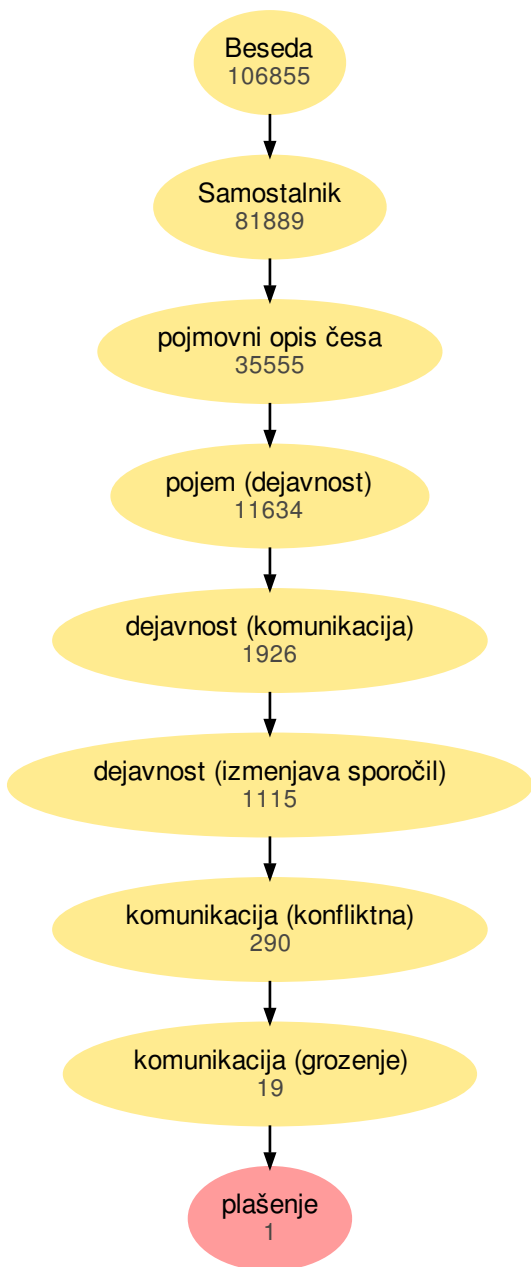 Beseda
106855
Samostalnik
81889
pojmovni opis česa
35555
pojem (dejavnost)
11634
dejavnost (komunikacija)
1926
dejavnost (izmenjava sporočil)
1115
komunikacija (konfliktna)
290
komunikacija (grozenje)
19
plašenje
1